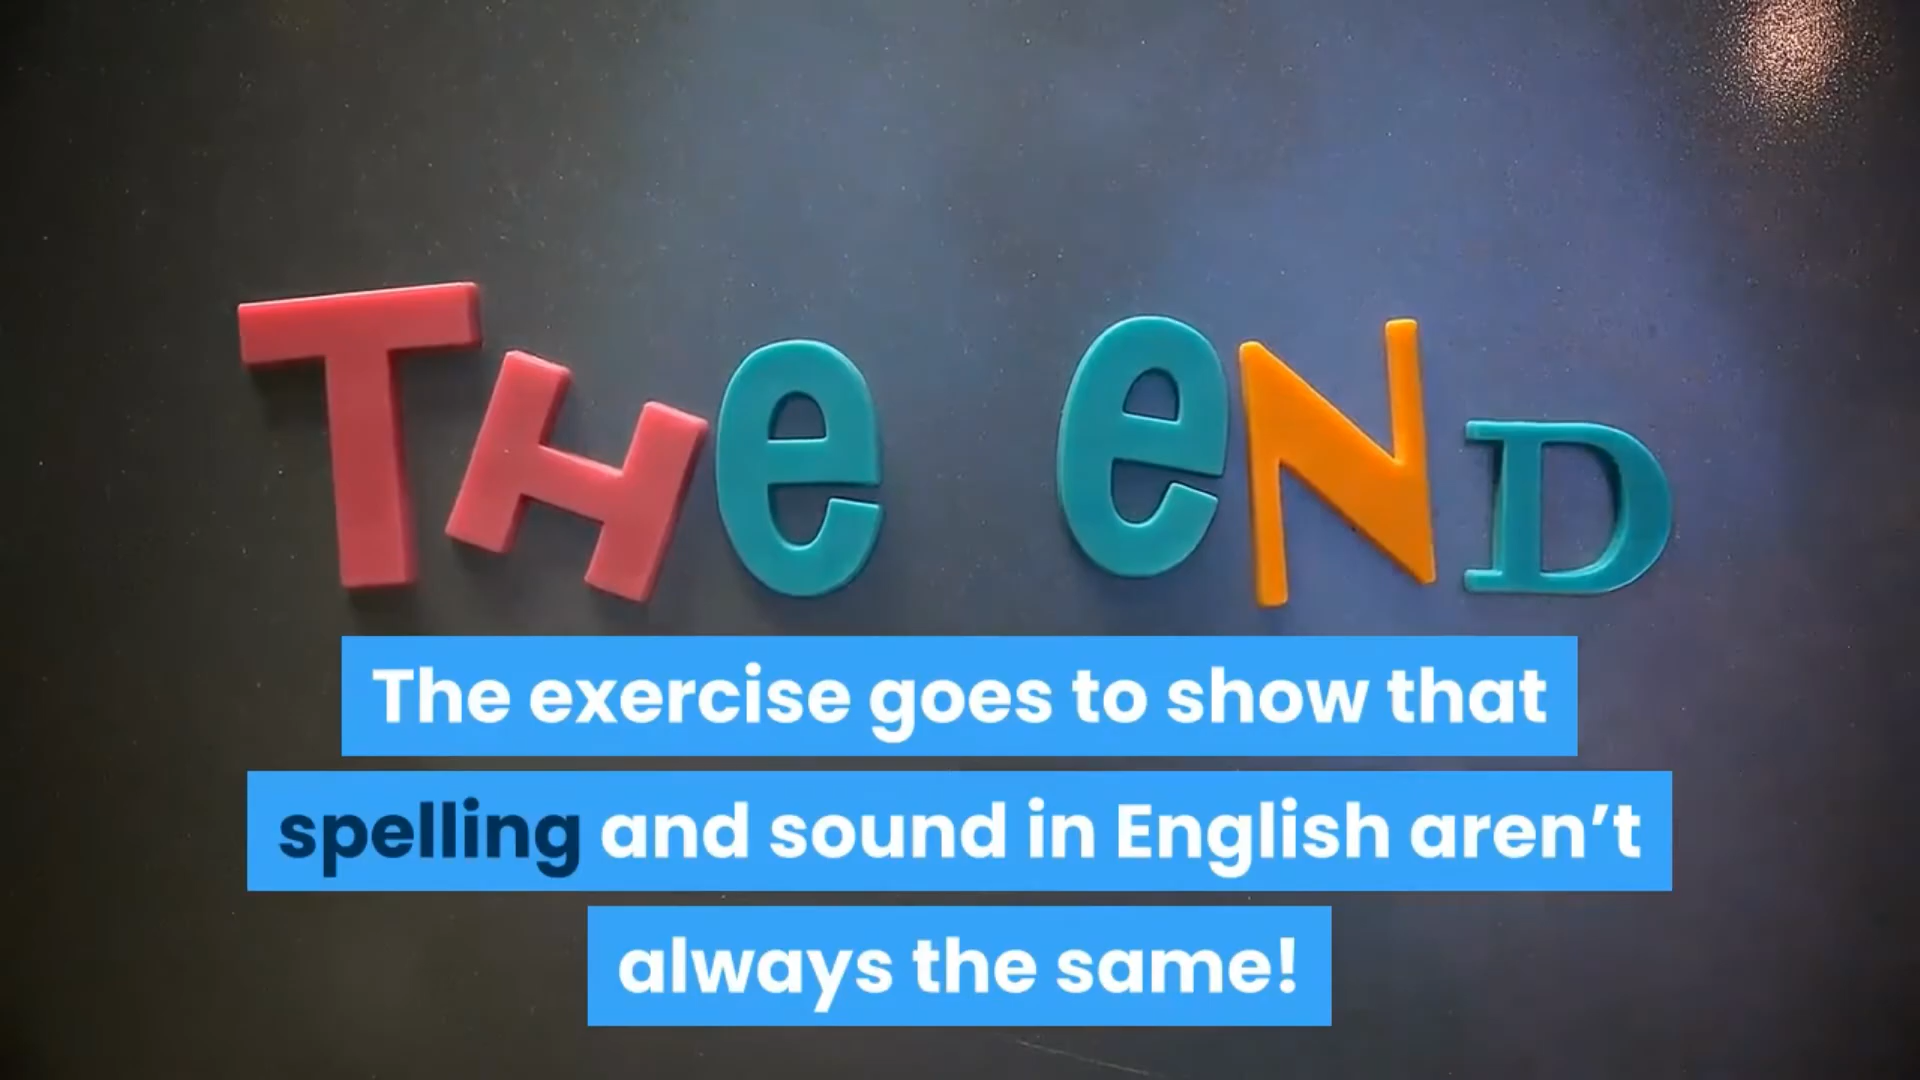 THe eND
The exercise goes to show that
spelling and sound in English aren’t
always the same!